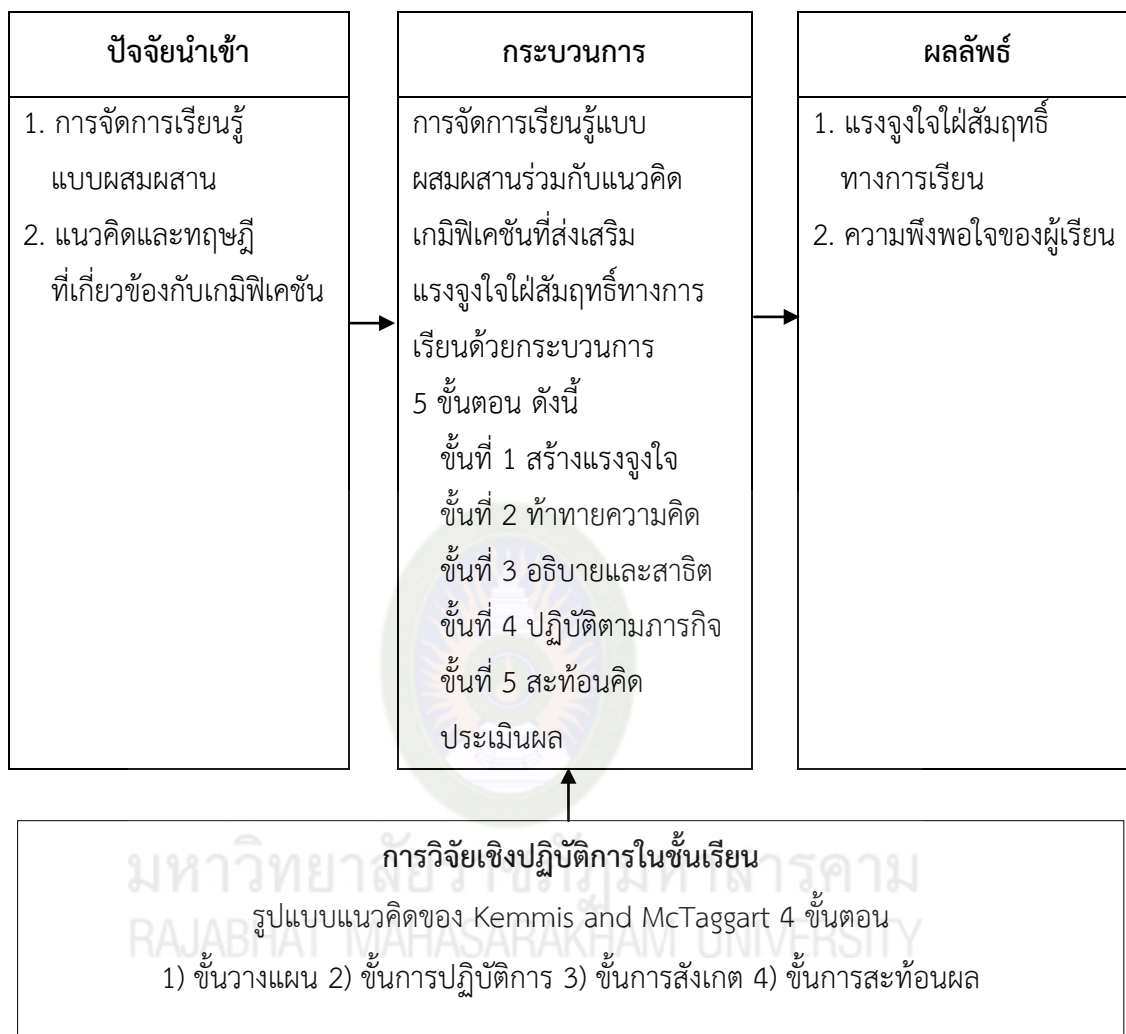 ปัจจัยนำเข้า
1. การจัดการเรียนรู้
แบบผสมผสาน
2. แนวคิดและทฤษฎี
ที่เกี่ยวข้องกับเกมิฟิเคชัน
กระบวนการ
การจัดการเรียนรู้แบบ
ผสมผสานร่วมกับแนวคิด
เกมิฟิเคชันที่ส่งเสริม
แรงจูงใจใฝ่สัมฤทธิ์ทางการ
เรียนด้วยกระบวนการ
5 ขั้นตอน ดังนี้
ขั้นที่ 1 สร้างแรงจูงใจ
ขั้นที่ 2 ท้าทายความคิด
ขั้นที่ 3 อธิบายและสาธิต
ขั้นที่ 4 ปฏิบัติตามภารกิจ
ขั้นที่ 5 สะท้อนคิด
ประเมินผล
ผลลัพธ์
1. แรงจูงใจใฝ่สัมฤทธิ์
ทางการเรียน
2. ความพึงพอใจของผู้เรียน
การวิจัยเชิงปฏิบัติการในชั้นเรียน
มหาวิทยาลัยราชภัฏมหาสารคาม
รูปแบบแนวคิดของ Kemmis and McTaggart 4 ขั้นตอน
RAJABHAT MAHASARAKHAM UNIVERSITY
1) ขั้นวางแผน 2) ขั้นการปฏิบัติการ 3) ขั้นการสังเกต 4) ขั้นการสะท้อนผล